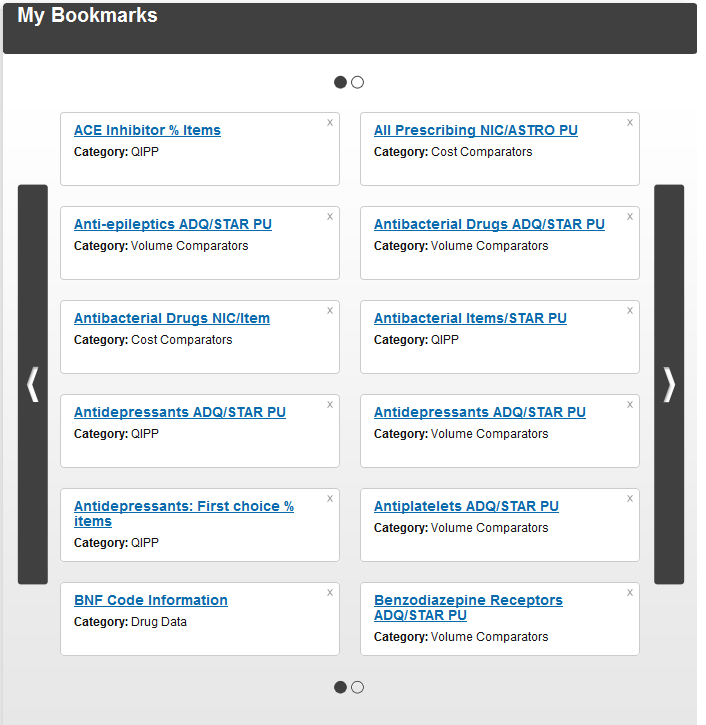 My Bookmarks
x
ACE Inhibitor % Items
Category: QIPP
x
All Prescribing NIC/ASTRO PU
Category: Cost Comparators
x
Anti-epileptics ADQ/STAR PU
Category: Volume Comparators
x
Antibacterial Drugs ADQ/STAR PU
Category: Volume Comparators
x
Antibacterial Drugs NIC/Item
Category: Cost Comparators
x
Antibacterial Items/STAR PU
Category: QIPP
x
Antidepressants ADQ/STAR PU
Category: QIPP
x
Antidepressants ADQ/STAR PU
Category: Volume Comparators
x
Antidepressants: First choice %
items
Category: QIPP
x
Antiplatelets ADQ/STAR PU
Category: Volume Comparators
x
BNF Code Information
Category: Drug Data
x
Benzodiazepine Receptors
ADQ/STAR PU
Category: Volume Comparators